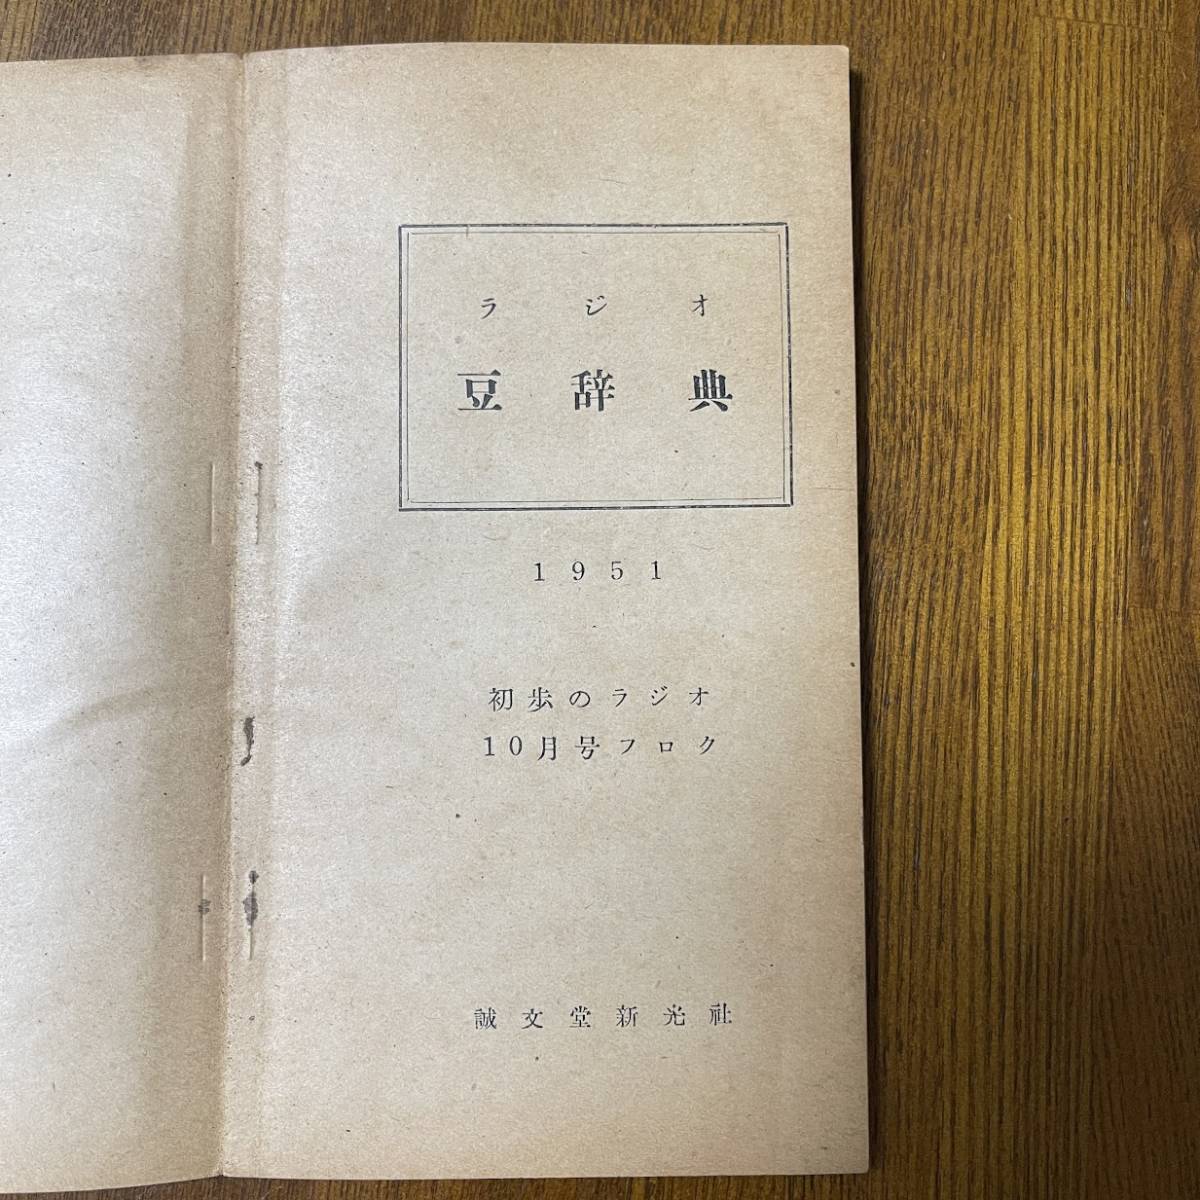 ラジオ
豆辞典
1951
初歩のラジオ
10月号フロク
誠文堂新光社